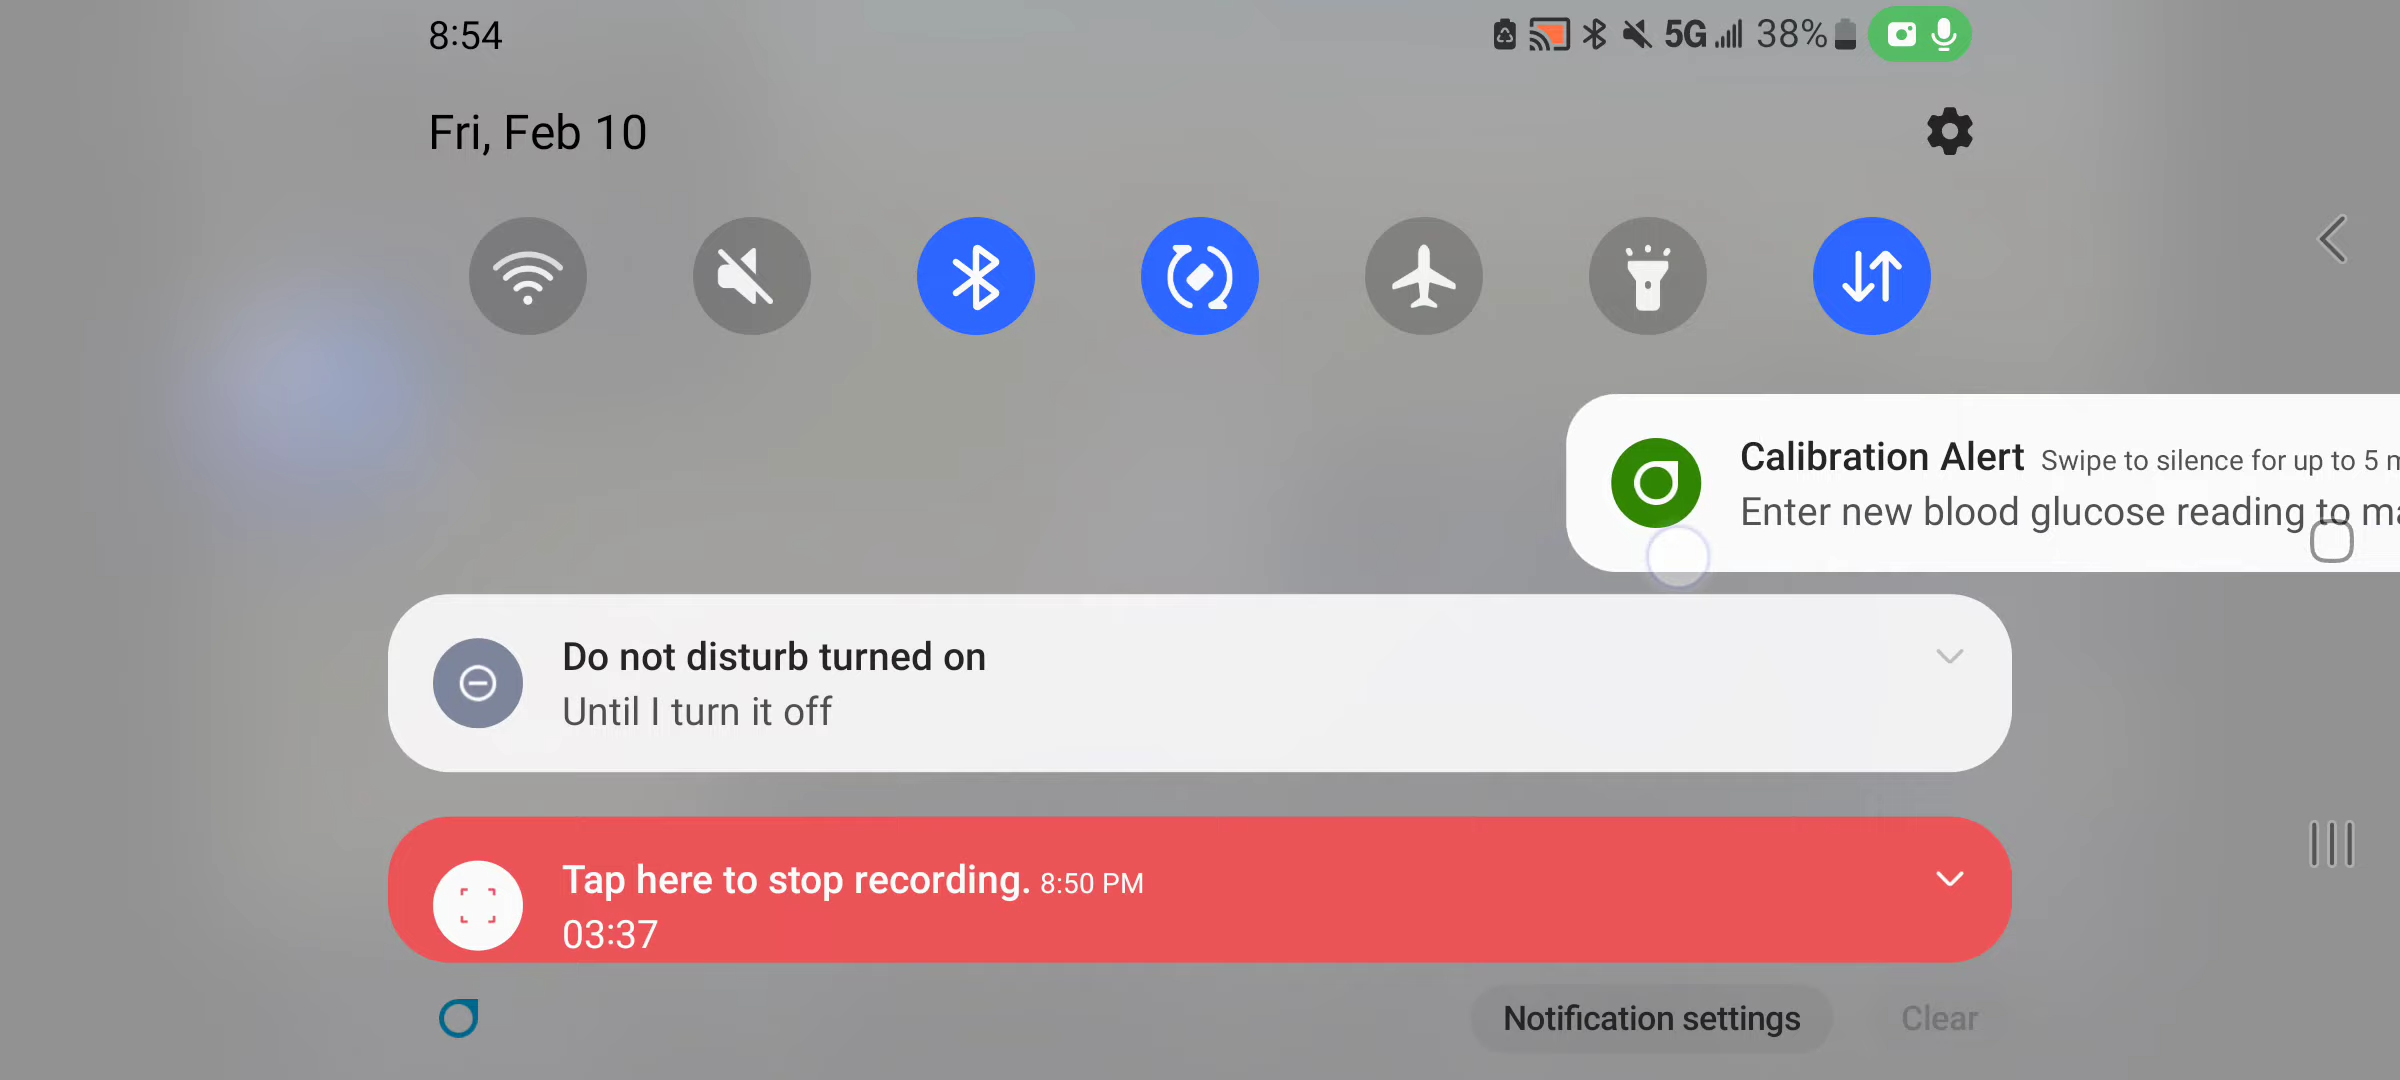 8:54
5G 38%
Fri, Feb 10
Calibration Alert Swipe to silence for up to 5
Enter new blood glucose reading to
Do not disturb turned on
Until I turn it off
Tap here to stop recording. 8:50 PM
03:37
Notification settings Clear